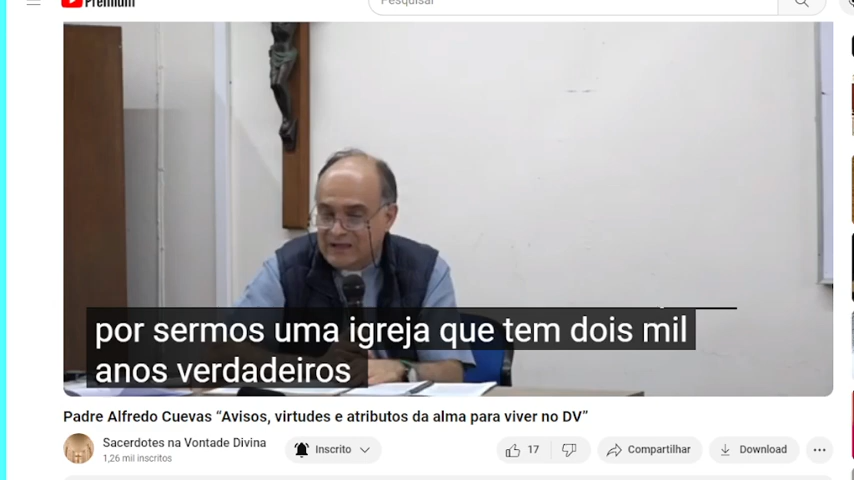 Premium
Pesquisar
por sermos uma igreja que tem dois mil
anos verdadeiros
Padre Alfredo Cuevas “Avisos, virtudes e atributos da alma para viver no DV”
Sacerdotes na Vontade Divina
1,26 mil inscritos
Inscrito
17
Compartilhar
Download